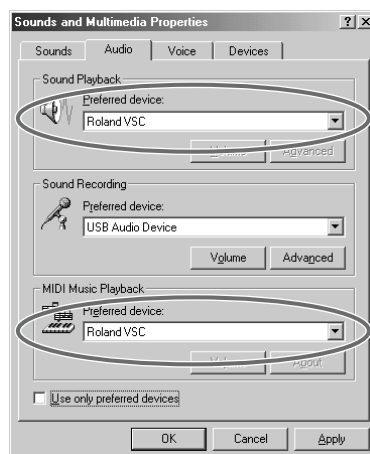 Sounds and Multimedia Properties ? x
Sounds Audio Voice Devices
Sound Playback
Preferred device:
Roland VSC
Volume Advanced
Sound Recording
Preferred device:
USB Audio Device
Volume Advanced
MIDI Music Playback
Preferred device:
Roland VSC
Volume About
Use only preferred devices
OK Cancel Apply